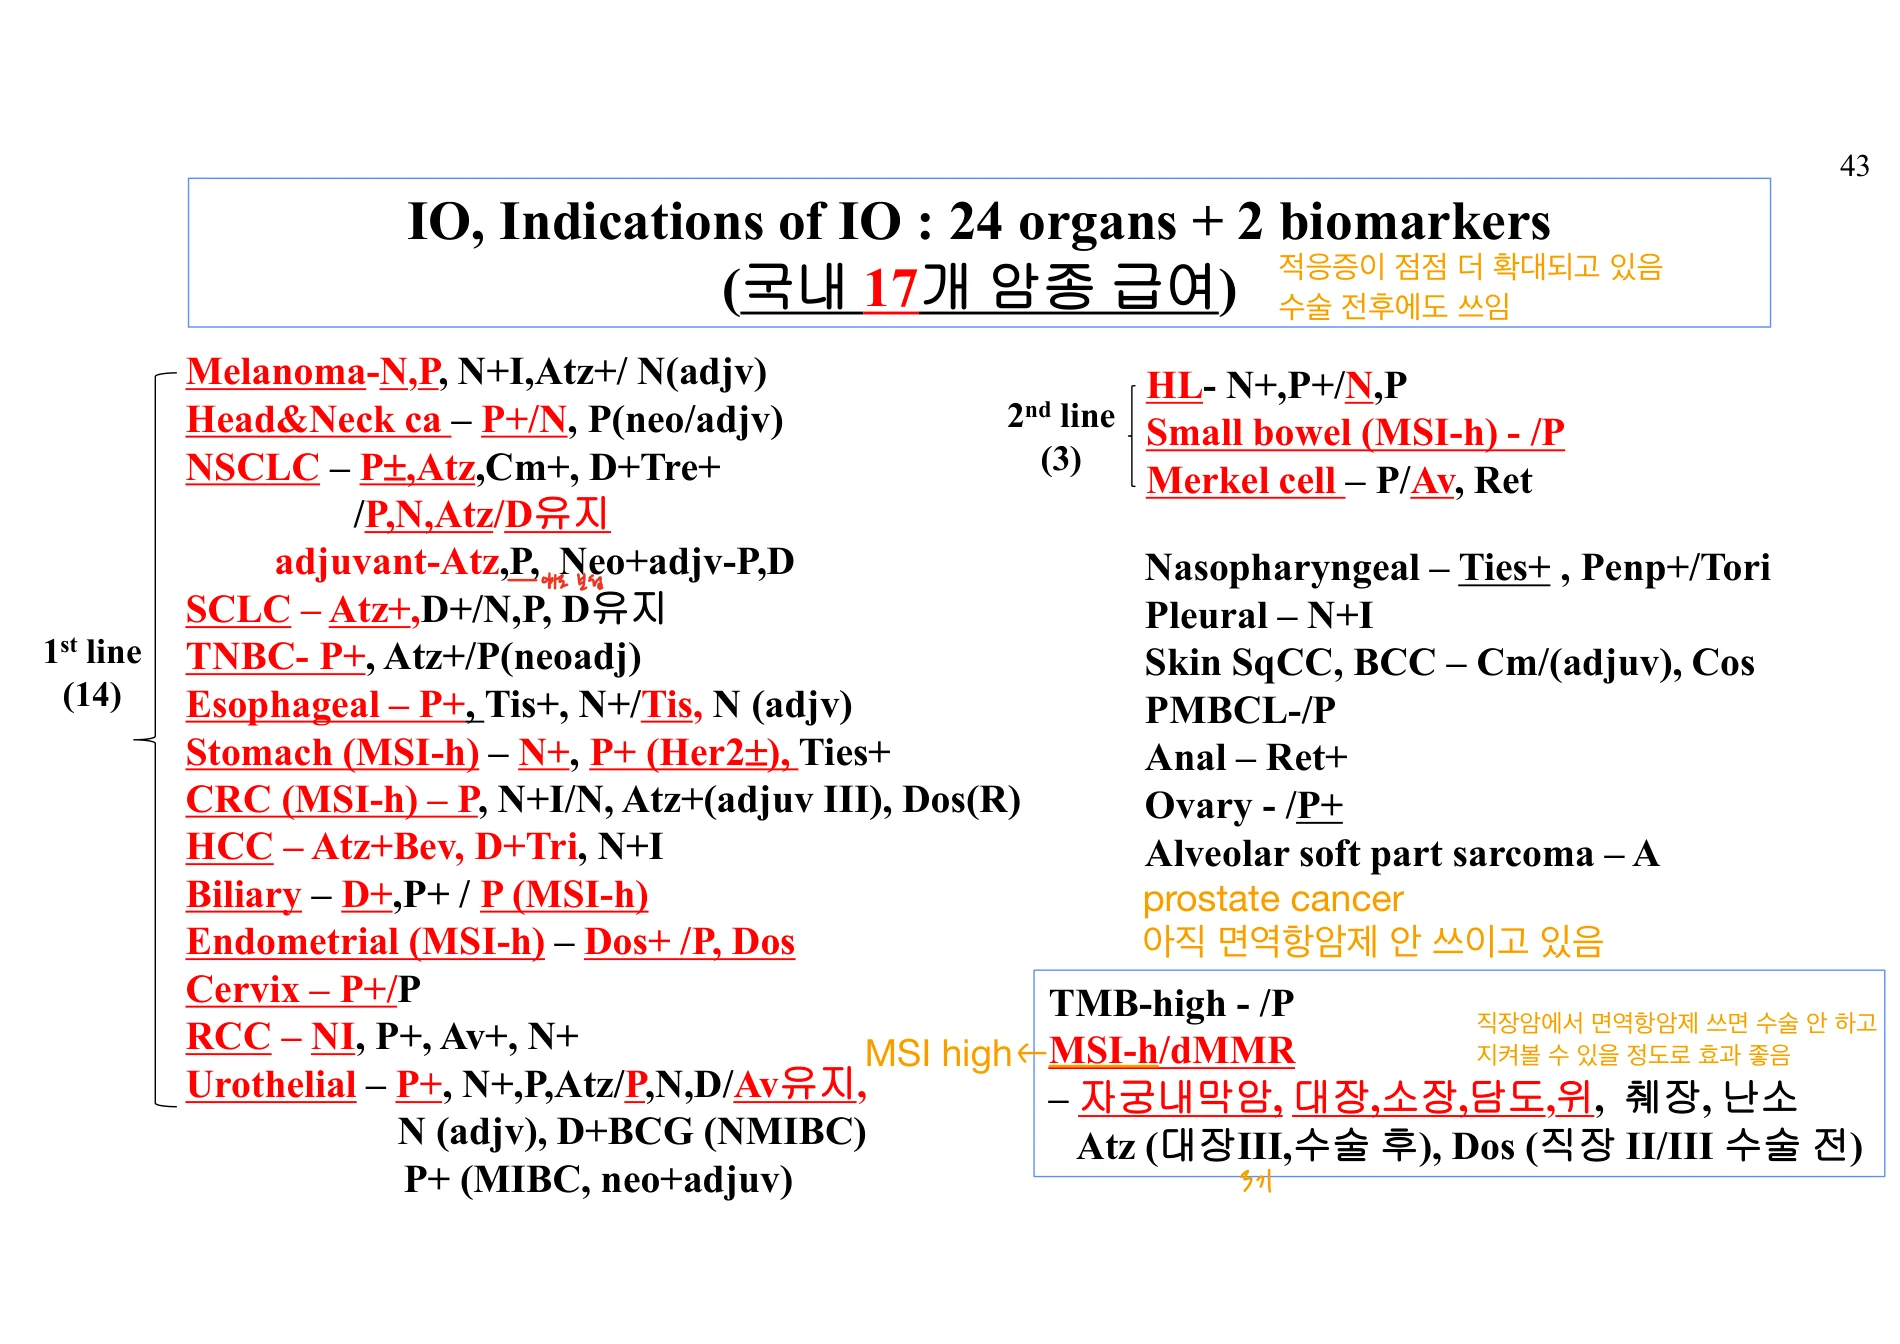 43
IO, Indications of IO : 24 organs + 2 biomarkers
(국내 17개 암종 급여)
적응증이 점점 더 확대되고 있음
수술 전후에도 쓰임
1st line
(14)
Melanoma-N,P, N+I,Atz+/ N(adjv)
Head&Neck ca – P+/N, P(neo/adjv)
NSCLC – P±,Atz,Cm+, D+Tre+
/P,N,Atz/D유지
adjuvant-Atz,P, Neo+adjv-P,D
얘도 보험
SCLC – Atz+,D+/N,P, D유지
TNBC- P+, Atz+/P(neoadj)
Esophageal – P+, Tis+, N+/Tis, N (adjv)
Stomach (MSI-h) – N+, P+ (Her2±), Ties+
CRC (MSI-h) – P, N+I/N, Atz+(adjuv III), Dos(R)
HCC – Atz+Bev, D+Tri, N+I
Biliary – D+,P+ / P (MSI-h)
Endometrial (MSI-h) – Dos+ /P, Dos
Cervix – P+/P
RCC – NI, P+, Av+, N+
Urothelial – P+, N+,P,Atz/P,N,D/Av유지,
N (adjv), D+BCG (NMIBC)
P+ (MIBC, neo+adjuv)
2nd line
(3)
HL- N+,P+/N,P
Small bowel (MSI-h) - /P
Merkel cell – P/Av, Ret
Nasopharyngeal – Ties+ , Penp+/Tori
Pleural – N+I
Skin SqCC, BCC – Cm/(adjuv), Cos
PMBCL-/P
Anal – Ret+
Ovary - /P+
Alveolar soft part sarcoma – A
prostate cancer
아직 면역항암제 안 쓰이고 있음
TMB-high - /P
MSI high←MSI-h/dMMR
직장암에서 면역항암제 쓰면 수술 안 하고
지켜볼 수 있을 정도로 효과 좋음
– 자궁내막암, 대장,소장,담도,위, 췌장, 난소
Atz (대장III,수술 후), Dos (직장 II/III 수술 전)
3기